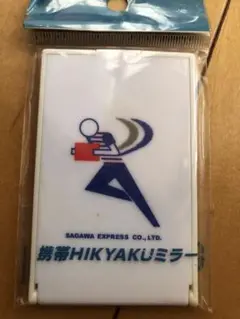 SAGAWA EXPRESS CO., LTD.
携帯HIKYAKUミラー